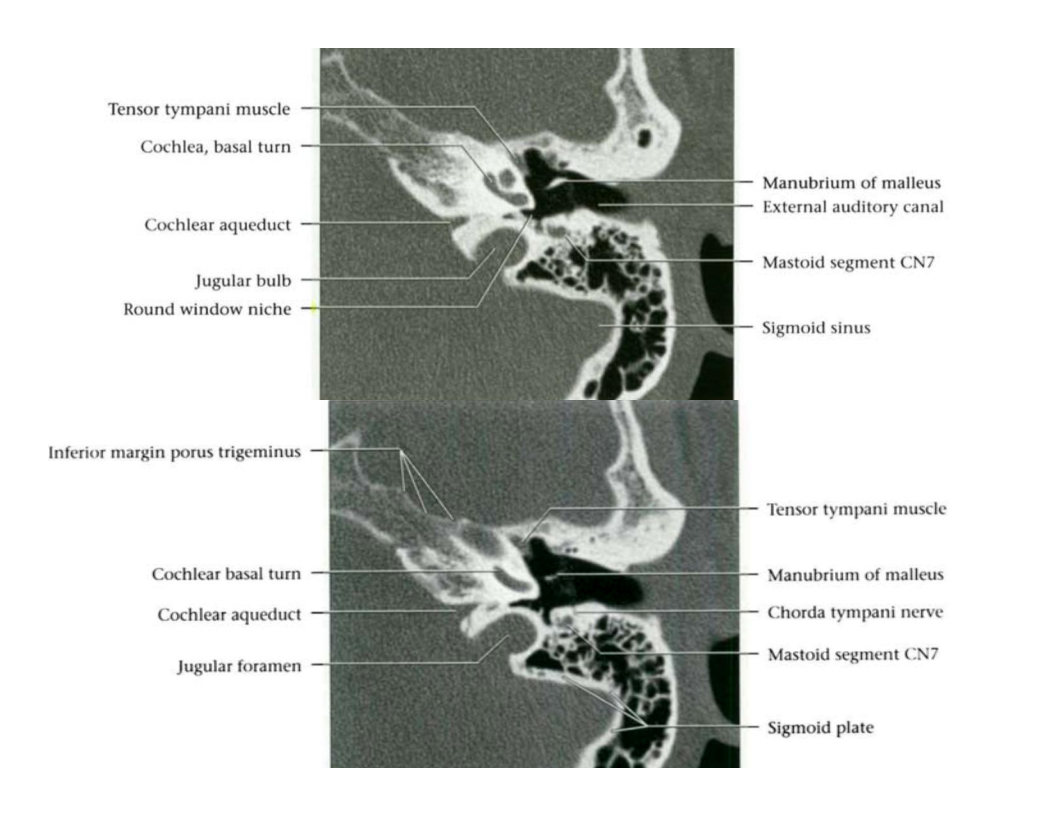 Tensor tympani muscle
Cochlea, basal turn
Cochlear aqueduct
Jugular bulb
Round window niche
Manubrium of malleus
External auditory canal
Mastoid segment CN7
Sigmoid sinus
Inferior margin porus trigeminus
Cochlear basal turn
Cochlear aqueduct
Jugular foramen
Tensor tympani muscle
Manubrium of malleus
Chorda tympani nerve
Mastoid segment CN7
Sigmoid plate